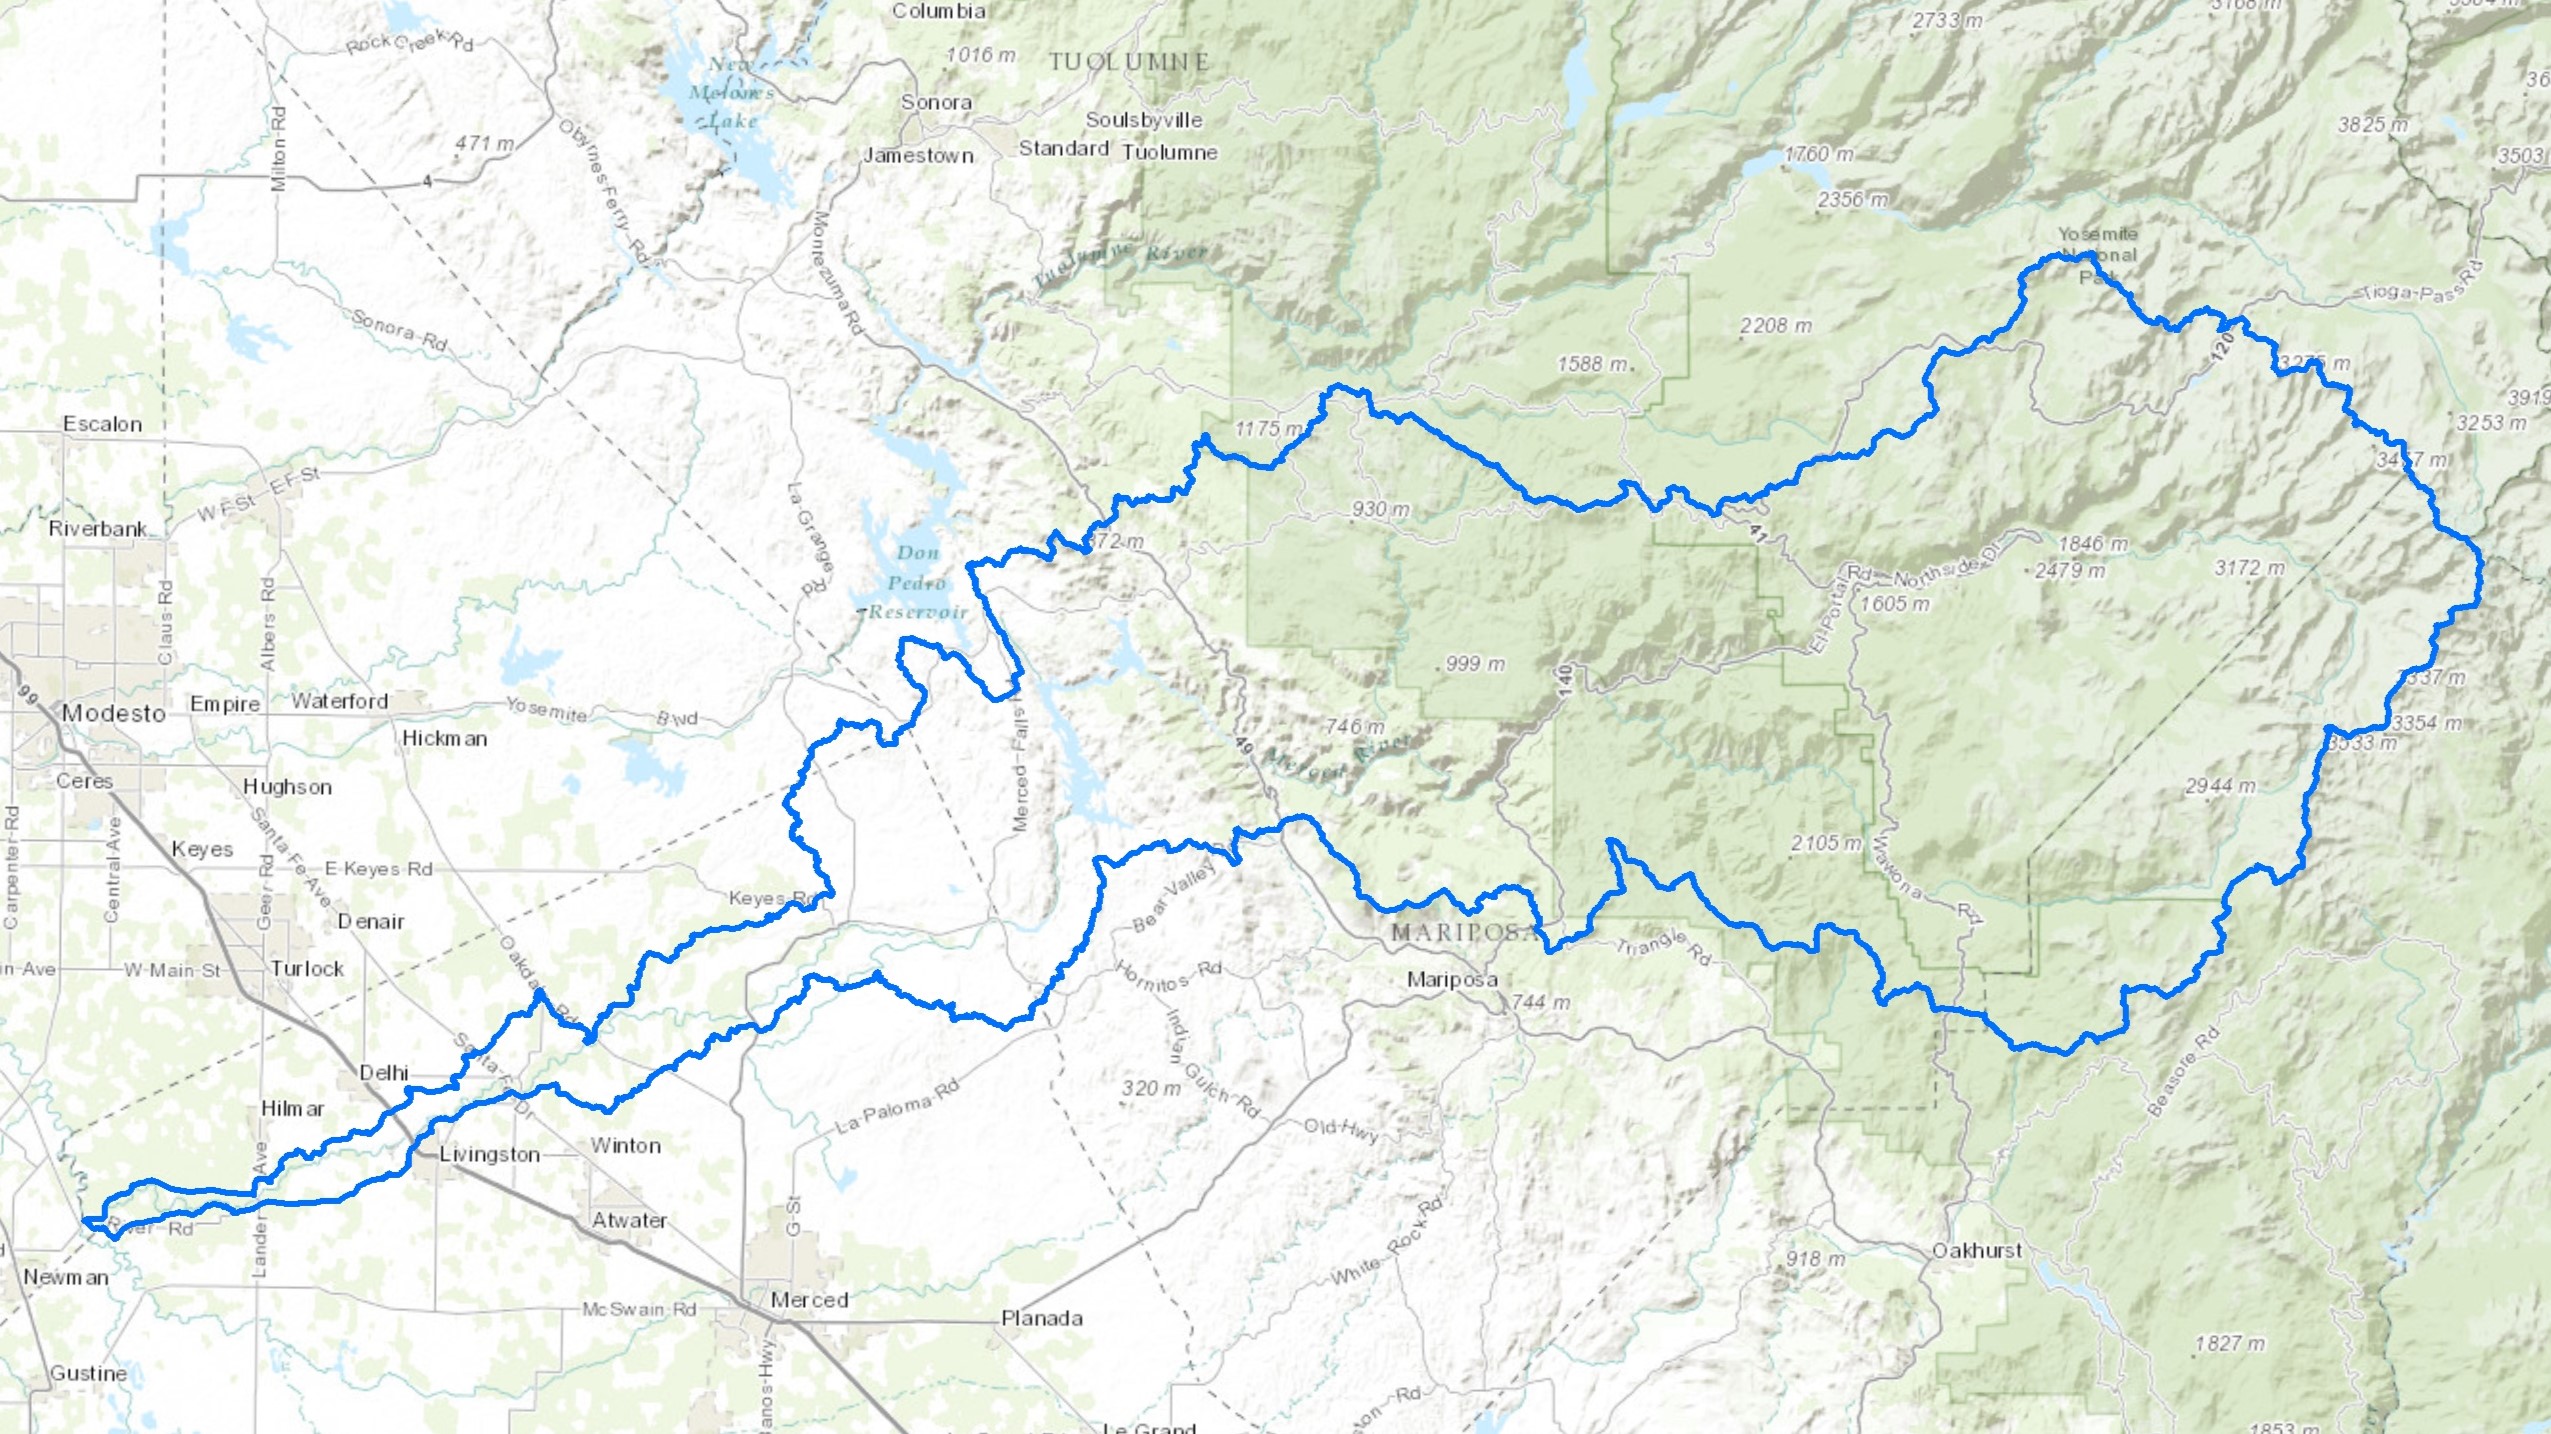 Columbia
2733 m
3168 m
Rock Creek Rd
1016 m
TUOLUMNE
New
Melones
Lake
Sonora
Soulsbyville
Jamestown
Standard
Tuolumne
Milton Rd
471 m
Obyrnes Ferry Rd
4
3825 m
3503 m
1760 m
2356 m
Montezuma Rd
Tuolumne River
Yosemite
National
Park
Tioga-Pass Rd
Sonora-Rd
2208 m
1588 m
120
3275 m
3919
3253 m
Escalon
W F St
E F St
La-Grange-Rd
1175 m
3477 m
Riverbank
930 m
Don
Pedro
Reservoir
872 m
41
1846 m
2479 m
3172 m
Northside Dr
El Portal Rd
1605 m
Claus Rd
Albers Rd
999 m
140
99
Modesto
Empire
Waterford
Yosemite Blvd
Hickman
Merced-Falls
49
746 m
Merced River
3337 m
3354 m
3533 m
Ceres
Hughson
2944 m
Carpenter Rd
Central Ave
Santa Fe Ave
Geer Rd
Keyes
E Keyes Rd
Keyes Rd
2105 m
Wawona Rd
Bear Valley
Denair
MARIPOSA
Triangle Rd
Oakdale Rd
W Main St
Turlock
Hornitos-Rd
Mariposa
744 m
Indian Gulch Rd
Santa Fe Dr
Delhi
Hilmar
320 m
La-Paloma-Rd
Old-Hwy
Beasore Rd
Livingston
Winton
Lander Ave
River Rd
Atwater
G St
White-Rock Rd
Oakhurst
918 m
Newman
McSwain Rd
Merced
Planada
1827 m
Gustine
Le Grand
1853 m